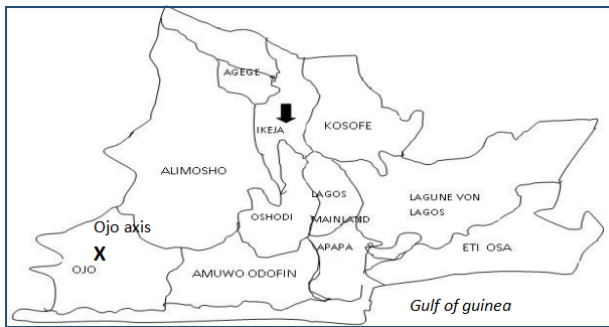 AGEGE
IKEJA
KOSOFE
ALIMOSHO
LAGOS
MAINLAND
LAGUNE VON
LAGOS
OSHODI
Ojo axis
X
OJO
AMUWO ODOFIN
APAPA
ETI OSA
Gulf of guinea